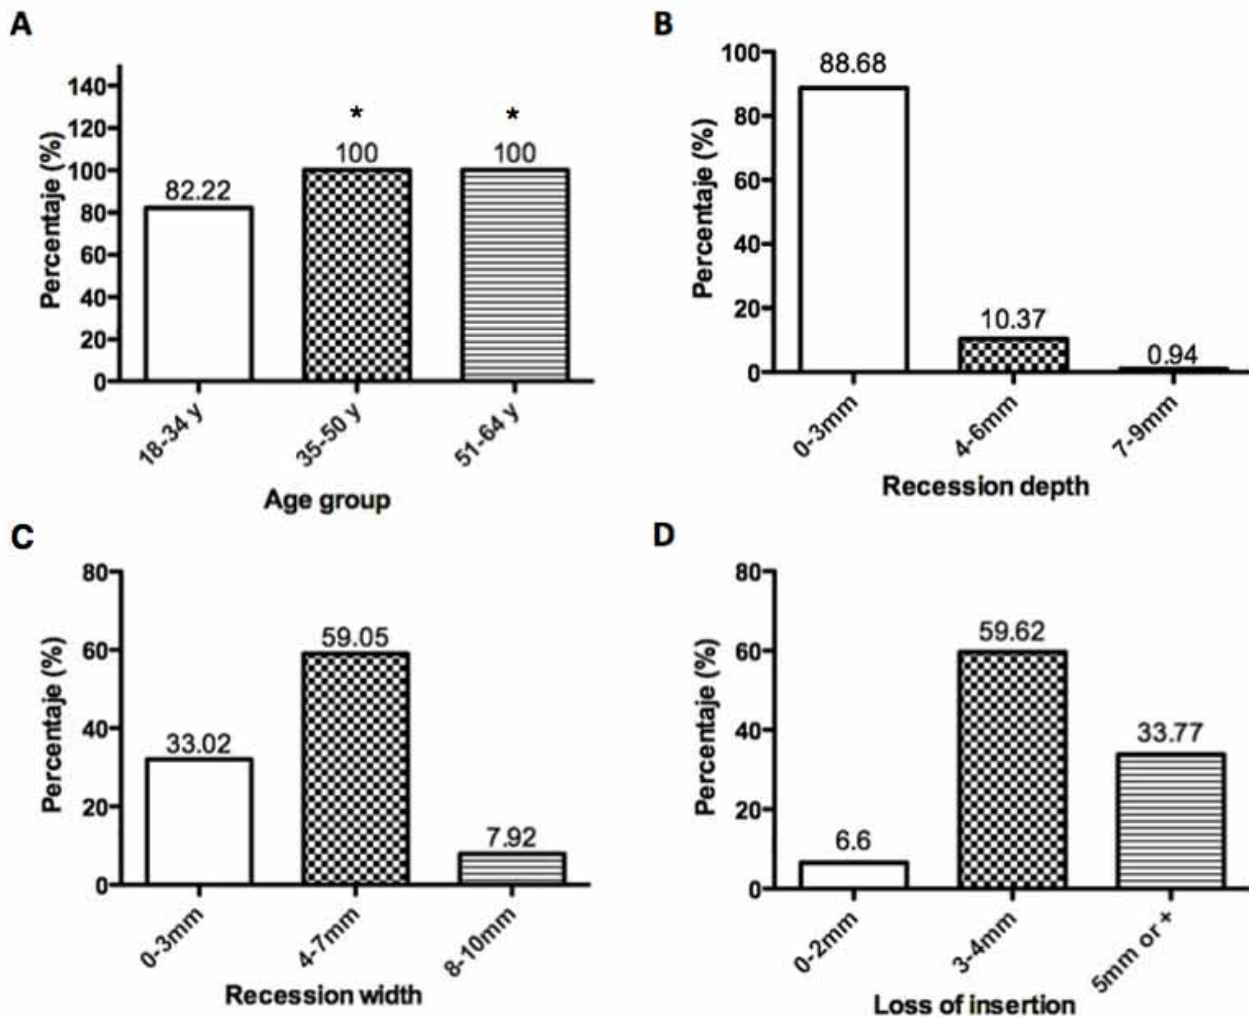 A
Percentaje (%)
140
120
100
80
60
40
20
0
82.22
*
100
*
100
18-34 y
35-50 y
51-64 y
Age group
B
Percentaje (%)
100
80
60
40
20
0
88.68
10.37
0.94
0-3mm
4-6mm
7-9mm
Recession depth
C
Percentaje (%)
80
60
40
20
0
33.02
59.05
7.92
0-3mm
4-7mm
8-10mm
Recession width
D
Percentaje (%)
80
60
40
20
0
6.6
59.62
33.77
0-2mm
3-4mm
5mm or +
Loss of insertion